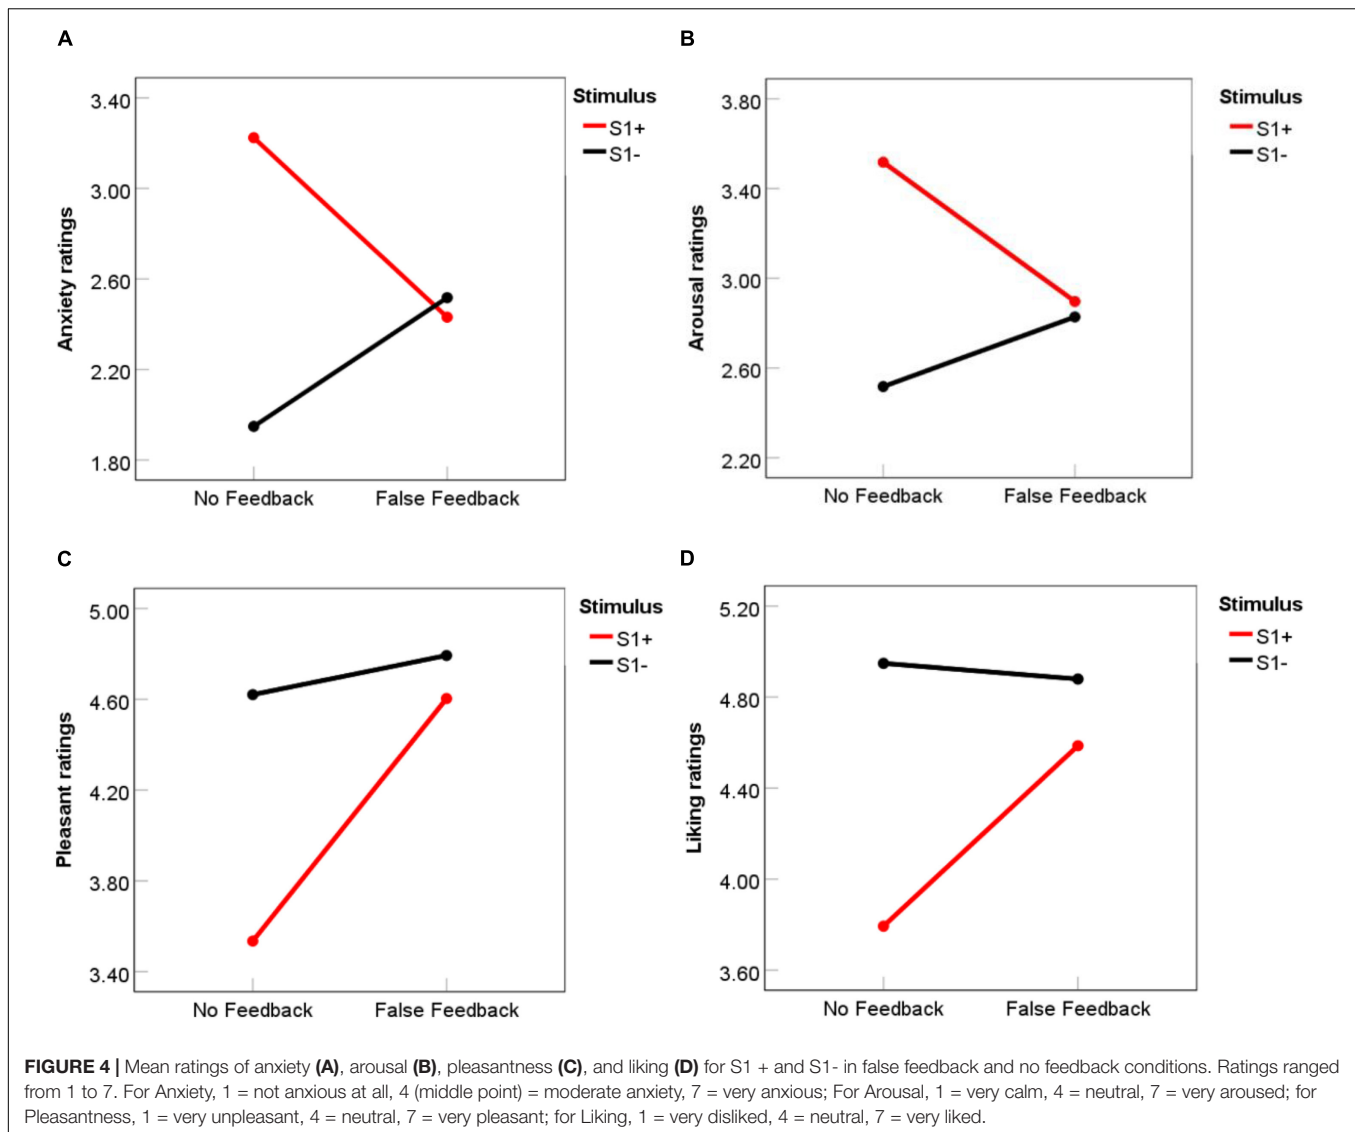 A
Anxiety ratings
3.40
3.00
2.60
2.20
1.80
No Feedback False Feedback
Stimulus
S1+
S1-
B
Arousal ratings
3.80
3.40
3.00
2.60
2.20
No Feedback False Feedback
Stimulus
S1+
S1-
C
Pleasant ratings
5.00
4.60
4.20
3.80
3.40
No Feedback False Feedback
Stimulus
S1+
S1-
D
Liking ratings
5.20
4.80
4.40
4.00
3.60
No Feedback False Feedback
Stimulus
S1+
S1-
FIGURE 4 | Mean ratings of anxiety (A), arousal (B), pleasantness (C), and liking (D) for S1 + and S1- in false feedback and no feedback conditions. Ratings ranged
from 1 to 7. For Anxiety, 1 = not anxious at all, 4 (middle point) = moderate anxiety, 7 = very anxious; For Arousal, 1 = very calm, 4 = neutral, 7 = very aroused; for
Pleasantness, 1 = very unpleasant, 4 = neutral, 7 = very pleasant; for Liking, 1 = very disliked, 4 = neutral, 7 = very liked.